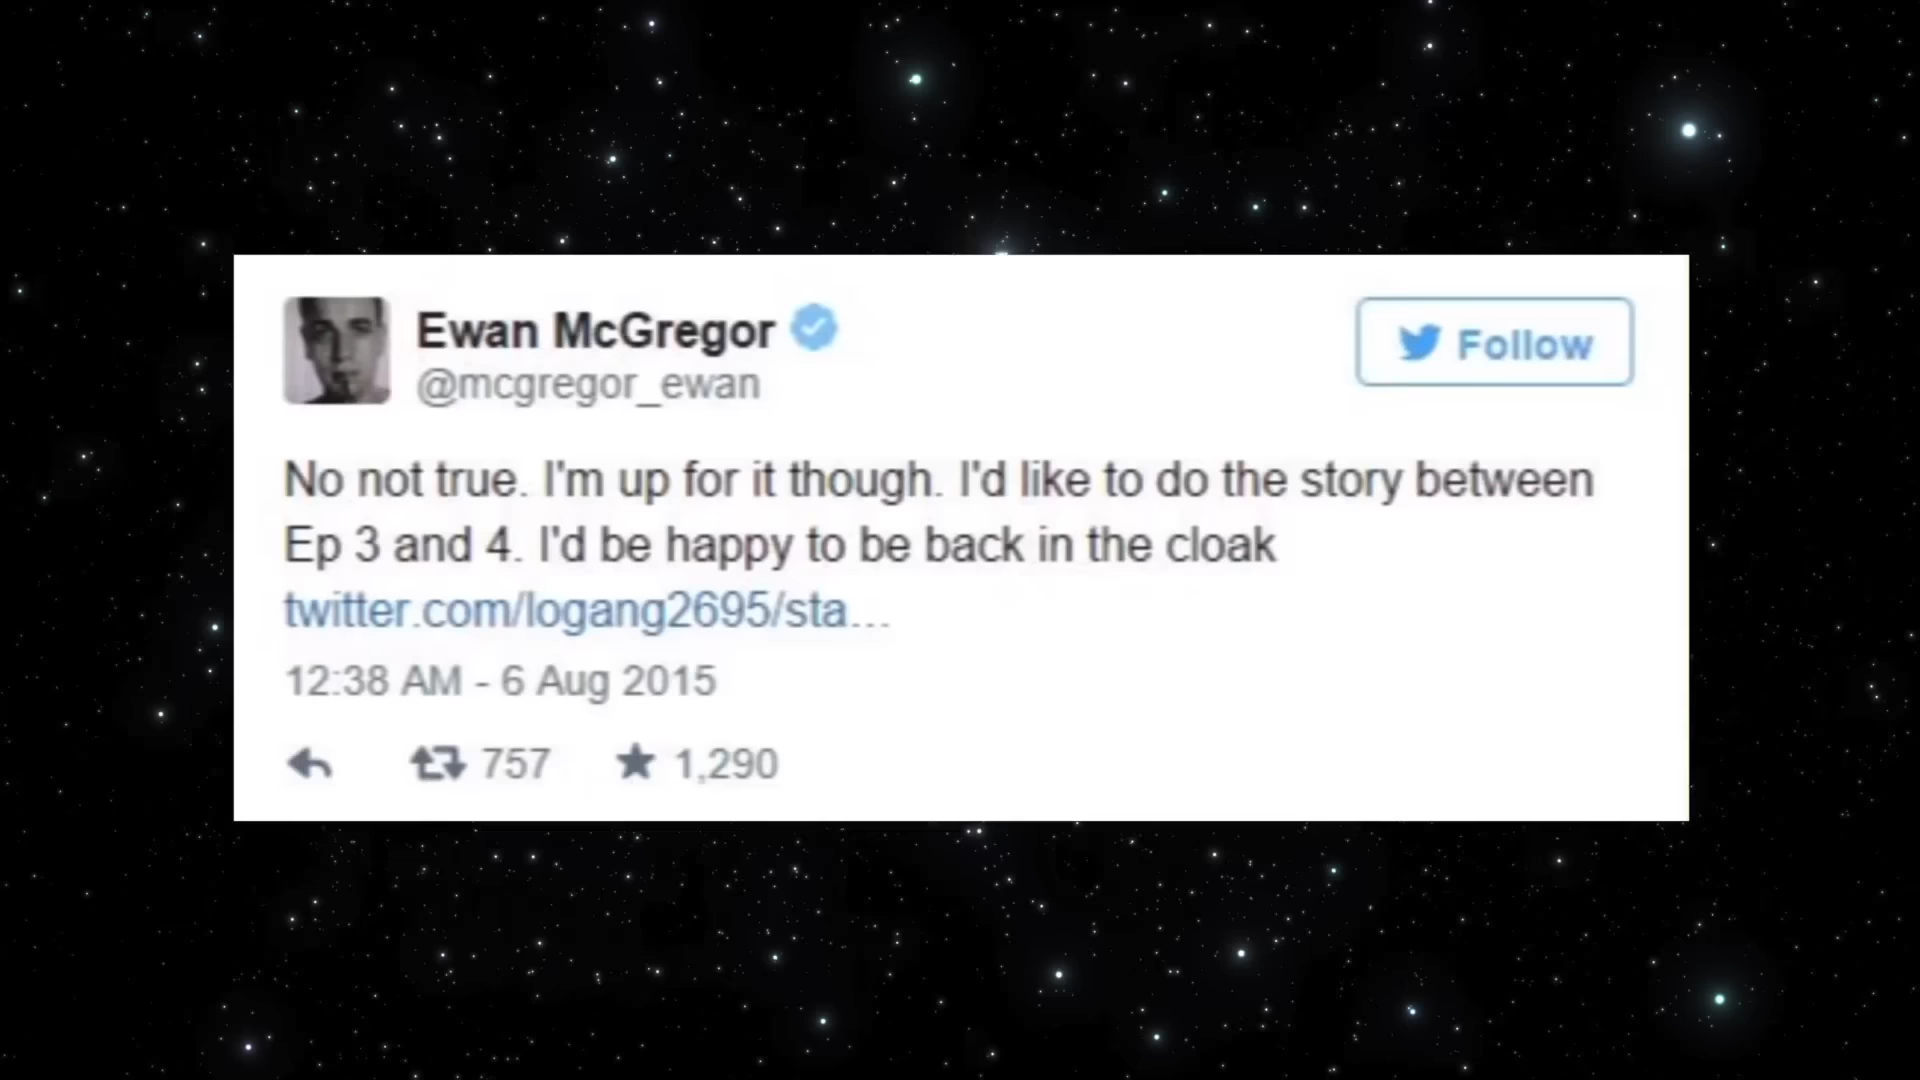 Ewan McGregor
@mcgregor_ewan
Follow
No not true. I'm up for it though. I'd like to do the story between
Ep 3 and 4. I'd be happy to be back in the cloak
twitter.com/logang2695/sta...
12:38 AM - 6 Aug 2015
757 1,290